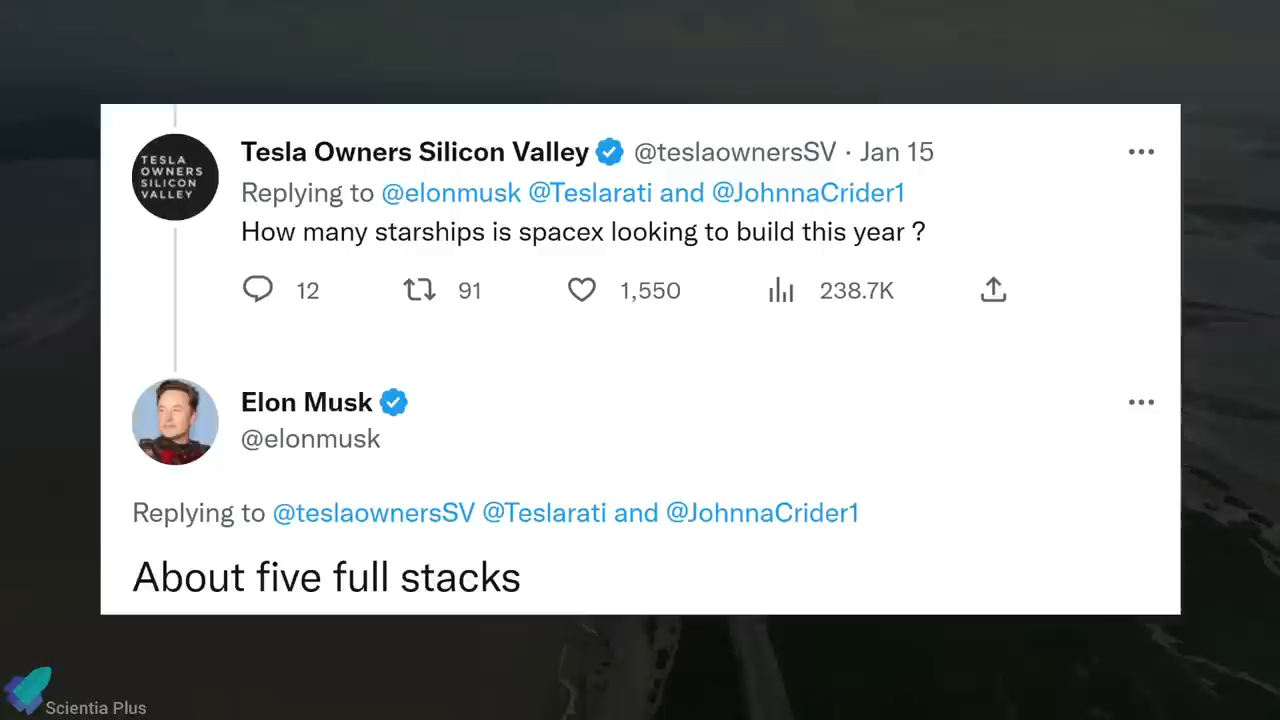 TESLA
OWNERS
SILICON
VALLEY
Tesla Owners Silicon Valley @teslaownersSV · Jan 15
Replying to @elonmusk @Teslarati and @JohnnaCrider1
How many starships is spacex looking to build this year ?
12 91 1,550 238.7K
Elon Musk
@elonmusk
Replying to @teslaownersSV @Teslarati and @JohnnaCrider1
About five full stacks
Scientia Plus